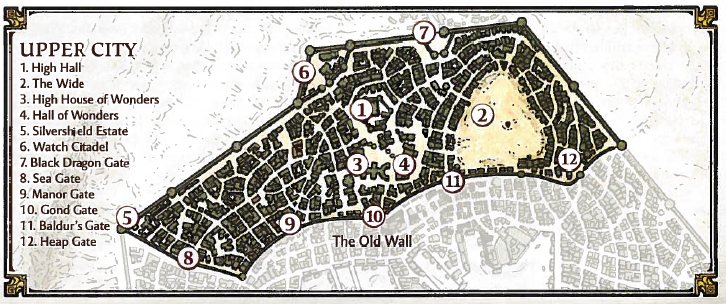 UPPER CITY
1. High Hall
2. The Wide
3. High House of Wonders
4. Hall of Wonders
5. Silvershield Estate
6. Watch Citadel
7. Black Dragon Gate
8. Sea Gate
9. Manor Gate
10. Gond Gate
11. Baldur's Gate
12. Heap Gate
7
6
1
2
3
4
12
11
5
9
10
8
The Old Wall